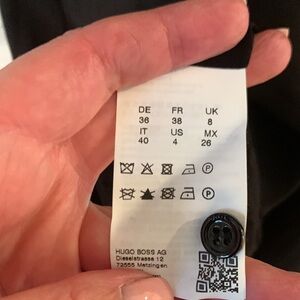 DE FR UK
36 38 8
IT US MX
40 4 26
HUGO BOSS AG
Dieselstrasse 12
72555 Metzingen